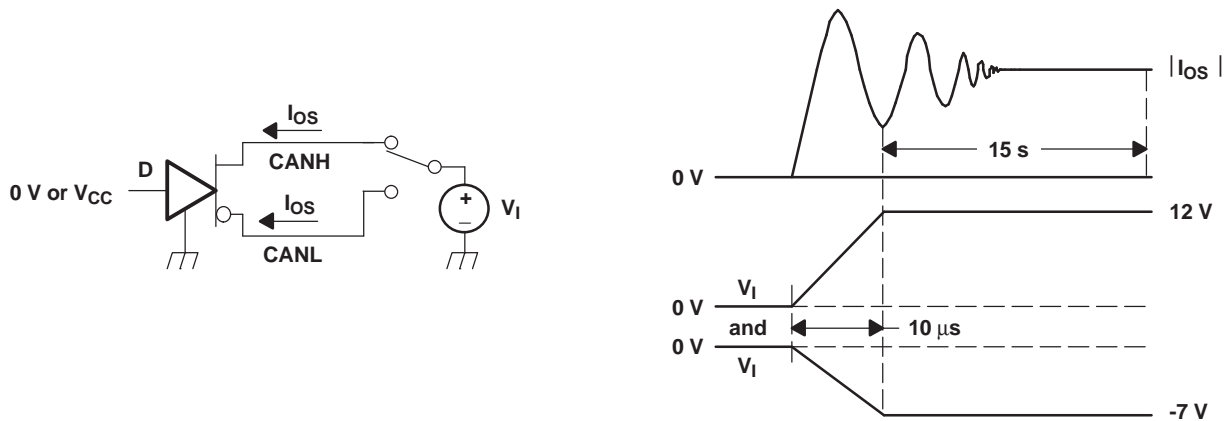 I_OS
CANH
D
0 V or V_CC
I_OS
CANL
+
–
V_I
|I_OS|
15 s
0 V
12 V
V_I
0 V
and
10 μs
0 V
V_I
-7 V